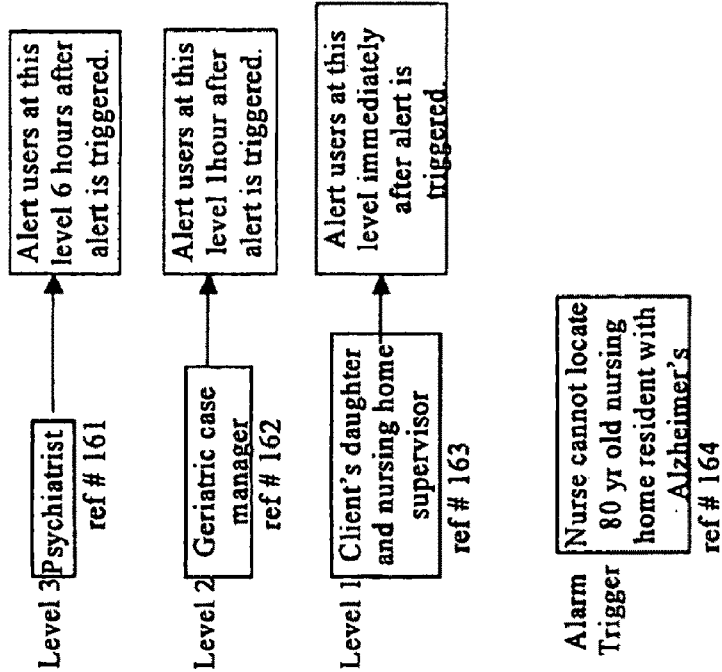 Level 3
Psychiatrist
ref # 161
Alert users at this
level 6 hours after
alert is triggered.
Level 2
Geriatric case
manager
ref # 162
Alert users at this
level 1hour after
alert is triggered.
Level 1
Client's daughter
and nursing home
supervisor
ref # 163
Alert users at this
level immediately
after alert is
triggered.
Alarm
Trigger
Nurse cannot locate
80 yr old nursing
home resident with
Alzheimer's
ref # 164